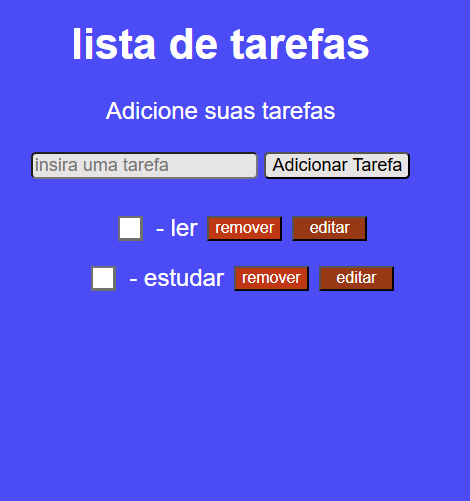 lista de tarefas
Adicione suas tarefas
insira uma tarefa Adicionar Tarefa
- ler remover editar
- estudar remover editar